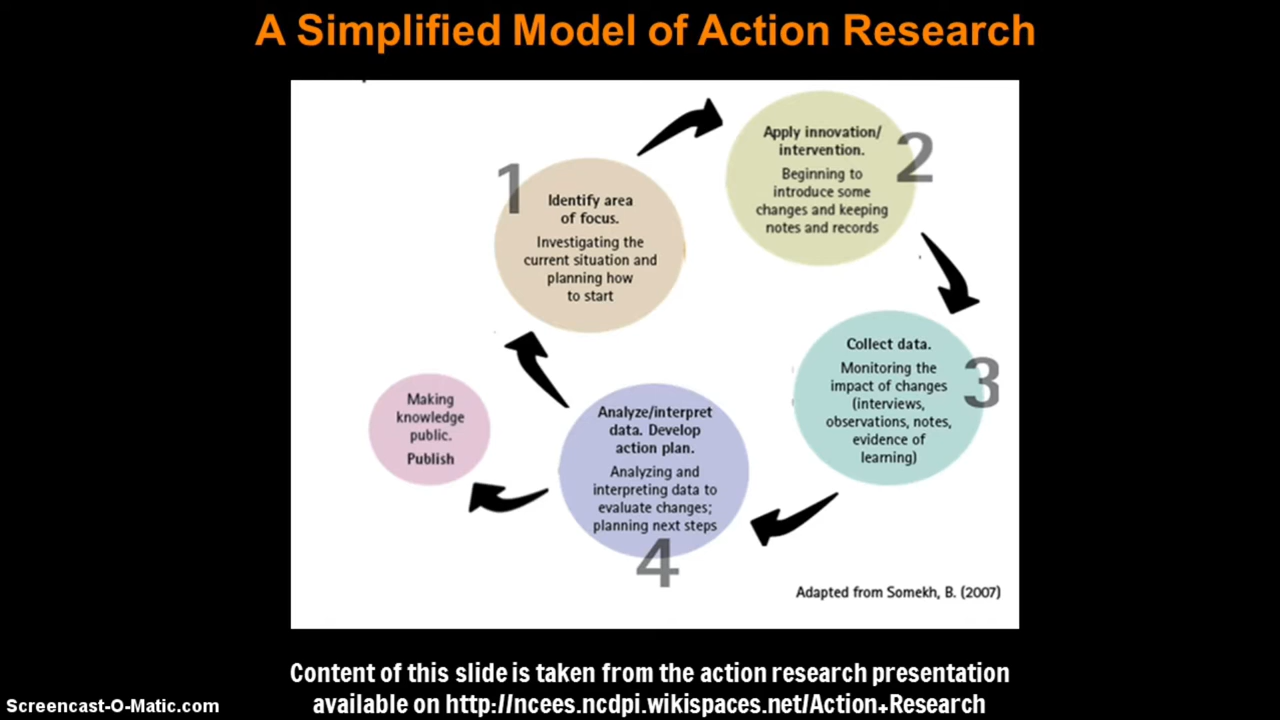 A Simplified Model of Action Research
1
Identify area
of focus.
Investigating the
current situation and
planning how
to start
2
Apply innovation/
intervention.
Beginning to
introduce some
changes and keeping
notes and records
3
Collect data.
Monitoring the
impact of changes
(interviews,
observations, notes,
evidence of
learning)
4
Analyze/interpret
data. Develop
action plan.
Analyzing and
interpreting data to
evaluate changes;
planning next steps
Making
knowledge
public.
Publish
Adapted from Somekh, B. (2007)
Content of this slide is taken from the action research presentation
available on http://ncees.ncdpi.wikispaces.net/Action+Research
Screencast-O-Matic.com